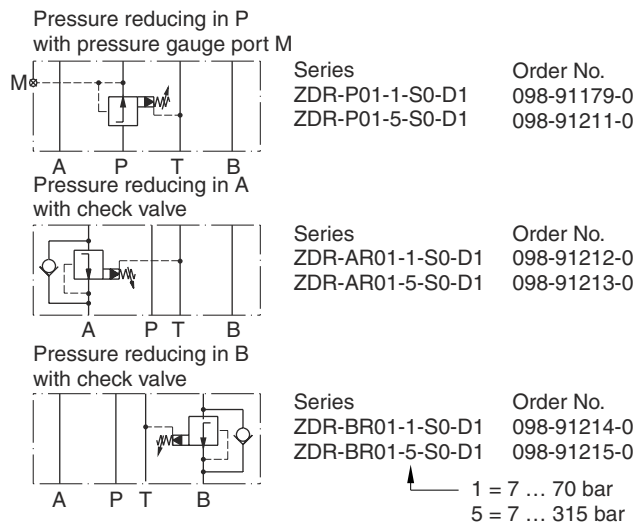 Pressure reducing in P
with pressure gauge port M
M
A P T B
Series Order No.
ZDR-P01-1-S0-D1 098-91179-0
ZDR-P01-5-S0-D1 098-91211-0
Pressure reducing in A
with check valve
A P T B
Series Order No.
ZDR-AR01-1-S0-D1 098-91212-0
ZDR-AR01-5-S0-D1 098-91213-0
Pressure reducing in B
with check valve
A P T B
Series Order No.
ZDR-BR01-1-S0-D1 098-91214-0
ZDR-BR01-5-S0-D1 098-91215-0
1 = 7 … 70 bar
5 = 7 … 315 bar